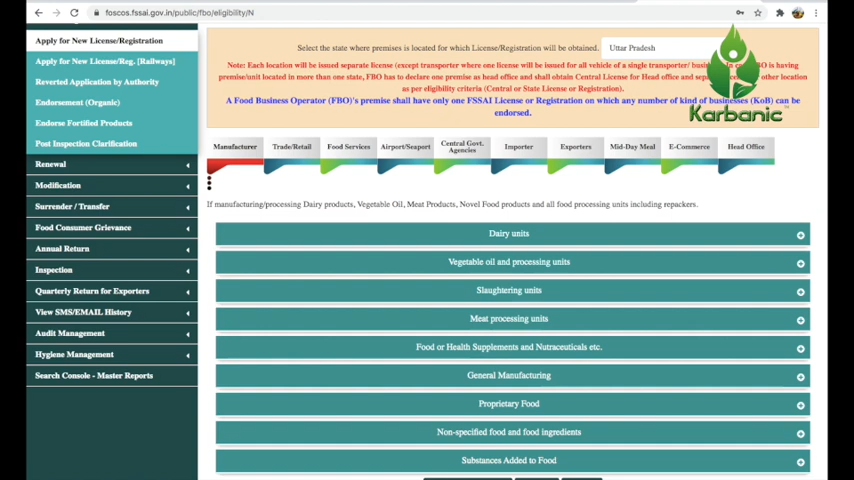 foscos.fssai.gov.in/public/fbo/eligibility/N
Apply for New License/Registration
Apply for New License/Reg. [Railways]
Reverted Application by Authority
Endorsement (Organic)
Endorse Fortified Products
Post Inspection Clarification
Renewal
Modification
Surrender / Transfer
Food Consumer Grievance
Annual Return
Inspection
Quarterly Return for Exporters
View SMS/EMAIL History
Audit Management
Hygiene Management
Search Console - Master Reports
Select the state where premises is located for which License/Registration will be obtained.
Uttar Pradesh
Note: Each location will be issued separate license (except transporter where one license will be issued for all vehicle of a single transporter/ is having
premise/unit located in more than one state, FBO has to declare one premise as head office and shall obtain Central License for Head office and other location
as per eligibility criteria (Central or State License or Registration).
A Food Business Operator (FBO)'s premise shall have only one FSSAI License or Registration on which any number of kind of businesses (KoB) can be
endorsed.
Karbanic
TM
Manufacturer
Trade/Retail
Food Services
Airport/Seaport
Central Govt.
Agencies
Importer
Exporters
Mid-Day Meal
E-Commerce
Head Office
If manufacturing/processing Dairy products, Vegetable Oil, Meat Products, Novel Food products and all food processing units including repackers.
Dairy units
Vegetable oil and processing units
Slaughtering units
Meat processing units
Food or Health Supplements and Nutraceuticals etc.
General Manufacturing
Proprietary Food
Non-specified food and food ingredients
Substances Added to Food